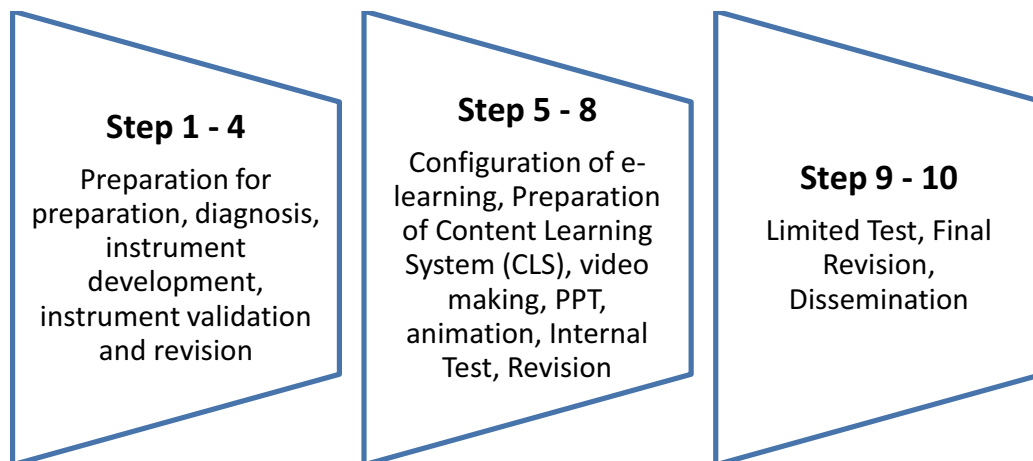 Step 1 - 4
Preparation for
preparation, diagnosis,
instrument
development,
instrument validation
and revision
Step 5 - 8
Configuration of e-
learning, Preparation
of Content Learning
System (CLS), video
making, PPT,
animation, Internal
Test, Revision
Step 9 - 10
Limited Test, Final
Revision,
Dissemination